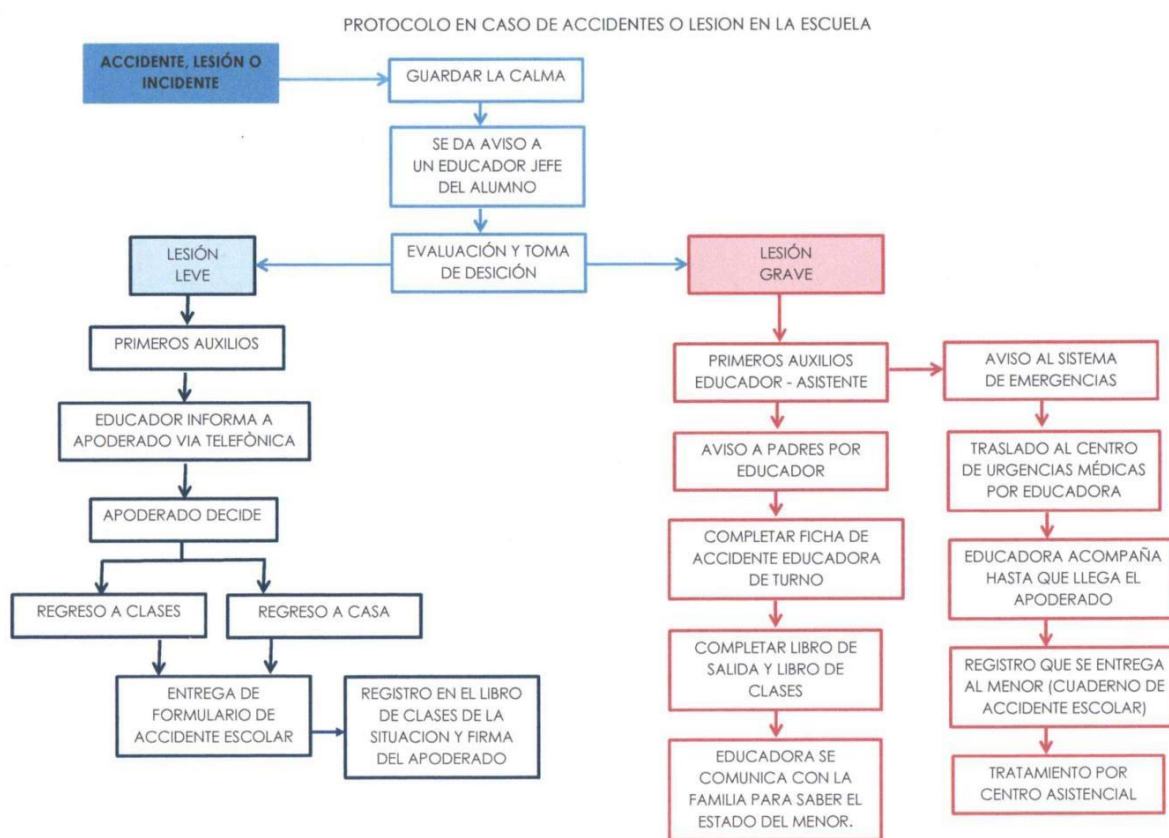 PROTOCOLO EN CASO DE ACCIDENTES O LESION EN LA ESCUELA
ACCIDENTE, LESIÓN O
INCIDENTE
GUARDAR LA CALMA
SE DA AVISO A
UN EDUCADOR JEFE
DEL ALUMNO
EVALUACIÓN Y TOMA
DE DESICIÓN
LESIÓN
LEVE
PRIMEROS AUXILIOS
EDUCADOR INFORMA A
APODERADO VIA TELEFÒNICA
APODERADO DECIDE
REGRESO A CLASES
REGRESO A CASA
ENTREGA DE
FORMULARIO DE
ACCIDENTE ESCOLAR
REGISTRO EN EL LIBRO
DE CLASES DE LA
SITUACION Y FIRMA
DEL APODERADO
LESIÓN
GRAVE
PRIMEROS AUXILIOS
EDUCADOR - ASISTENTE
AVISO A PADRES POR
EDUCADOR
COMPLETAR FICHA DE
ACCIDENTE EDUCADORA
DE TURNO
COMPLETAR LIBRO DE
SALIDA Y LIBRO DE
CLASES
EDUCADORA SE
COMUNICA CON LA
FAMILIA PARA SABER EL
ESTADO DEL MENOR.
AVISO AL SISTEMA
DE EMERGENCIAS
TRASLADO AL CENTRO
DE URGENCIAS MÉDICAS
POR EDUCADORA
EDUCADORA ACOMPAÑA
HASTA QUE LLEGA EL
APODERADO
REGISTRO QUE SE ENTREGA
AL MENOR (CUADERNO DE
ACCIDENTE ESCOLAR)
TRATAMIENTO POR
CENTRO ASISTENCIAL